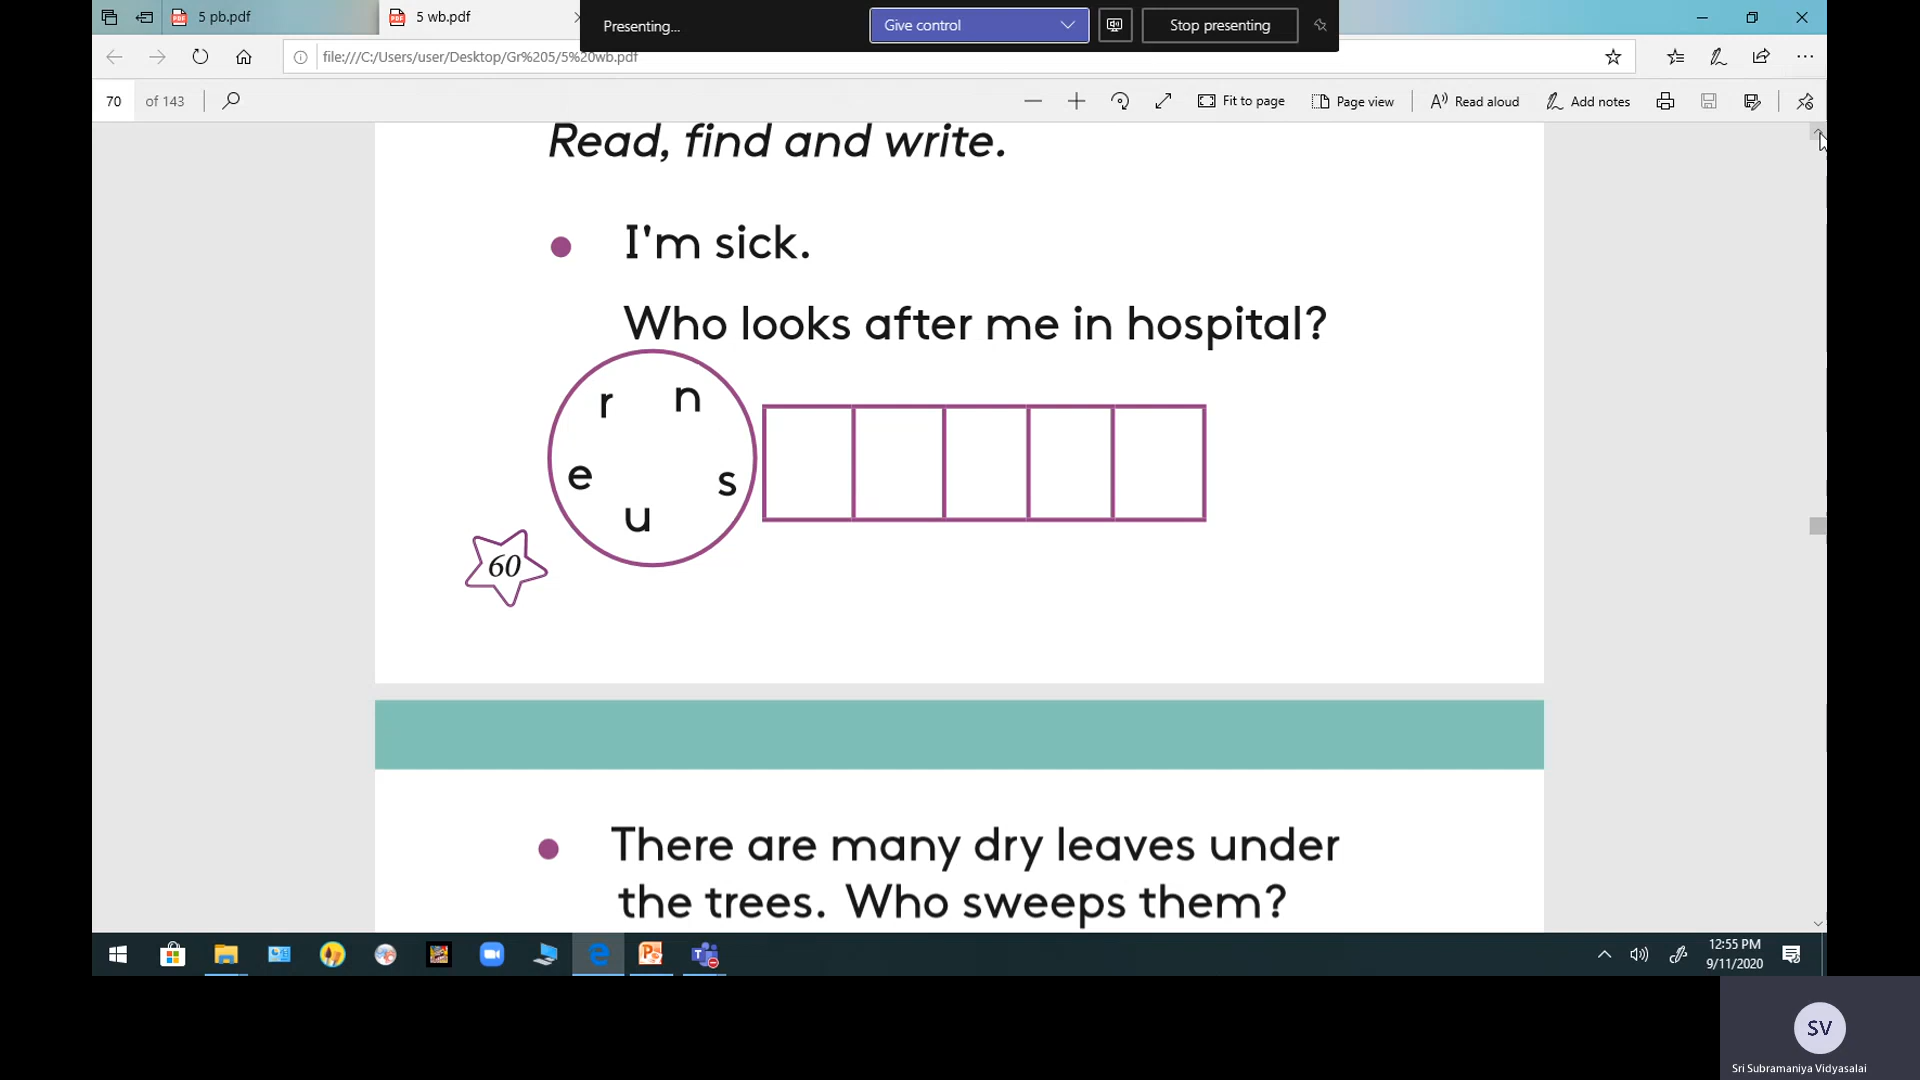 5 pb.pdf
5 wb.pdf
Presenting...
Give control
Stop presenting
file:///C:/Users/user/Desktop/Gr%205/5%20wb.pdf
70 of 143
Fit to page
Page view
Read aloud
Add notes
Read, find and write.
I'm sick.
Who looks after me in hospital?
r n
e s
u
60
There are many dry leaves under
the trees. Who sweeps them?
12:55 PM
9/11/2020
SV
Sri Subramaniya Vidyasalai